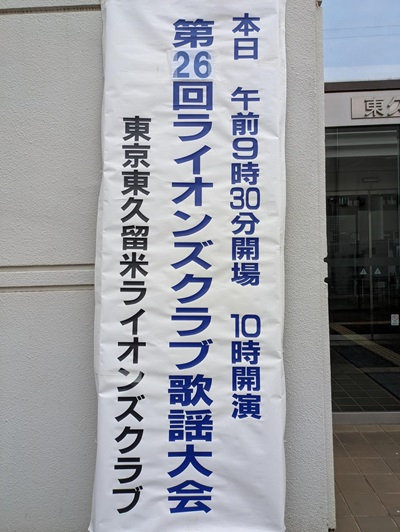 本日 午前9時30分開場 10時開演
第26回ライオンズクラブ歌謡大会
東京東久留米ライオンズクラブ
東久